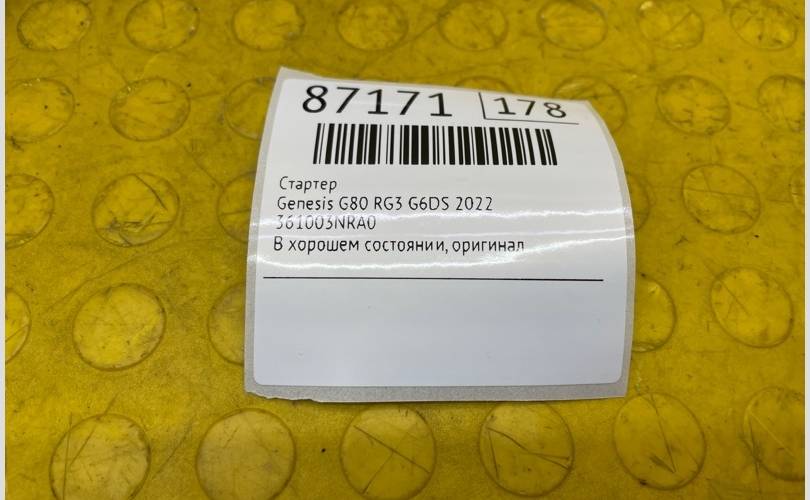 87171 178
Стартер
Genesis G80 RG3 G6DS 2022
361003NRA0
В хорошем состоянии, оригинал